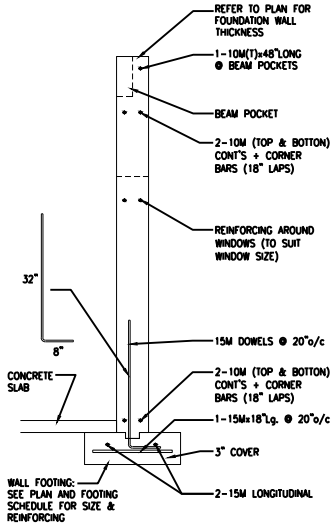 REFER TO PLAN FOR
FOUNDATION WALL
THICKNESS
1-10M(T)x48"LONG
@ BEAM POCKETS
BEAM POCKET
2-10M (TOP & BOTTON)
CONT'S + CORNER
BARS (18" LAPS)
REINFORCING AROUND
WINDOWS (TO SUIT
WINDOW SIZE)
32"
8"
15M DOWELS @ 20"o/c
CONCRETE
SLAB
2-10M (TOP & BOTTON)
CONT'S + CORNER
BARS (18" LAPS)
1-15Mx18"Lg. @ 20"o/c
3" COVER
WALL FOOTING:
SEE PLAN AND FOOTING
SCHEDULE FOR SIZE &
REINFORCING
2-15M LONGITUDINAL